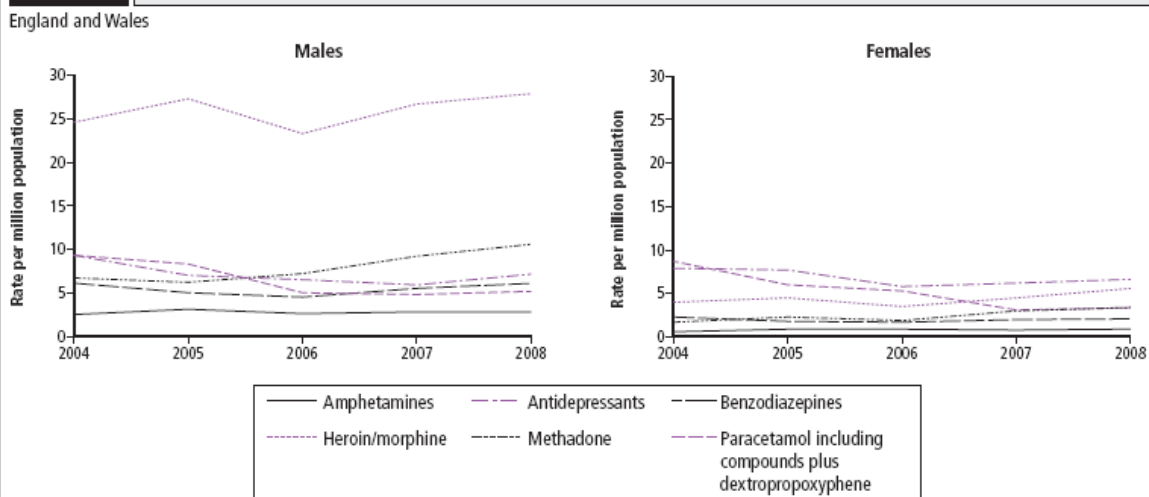 England and Wales
Males
Rate per million population
30
25
20
15
10
5
0
2004 2005 2006 2007 2008
Females
Rate per million population
30
25
20
15
10
5
0
2004 2005 2006 2007 2008
Amphetamines Antidepressants Benzodiazepines
Heroin/morphine Methadone Paracetamol including
compounds plus
dextropropoxyphene